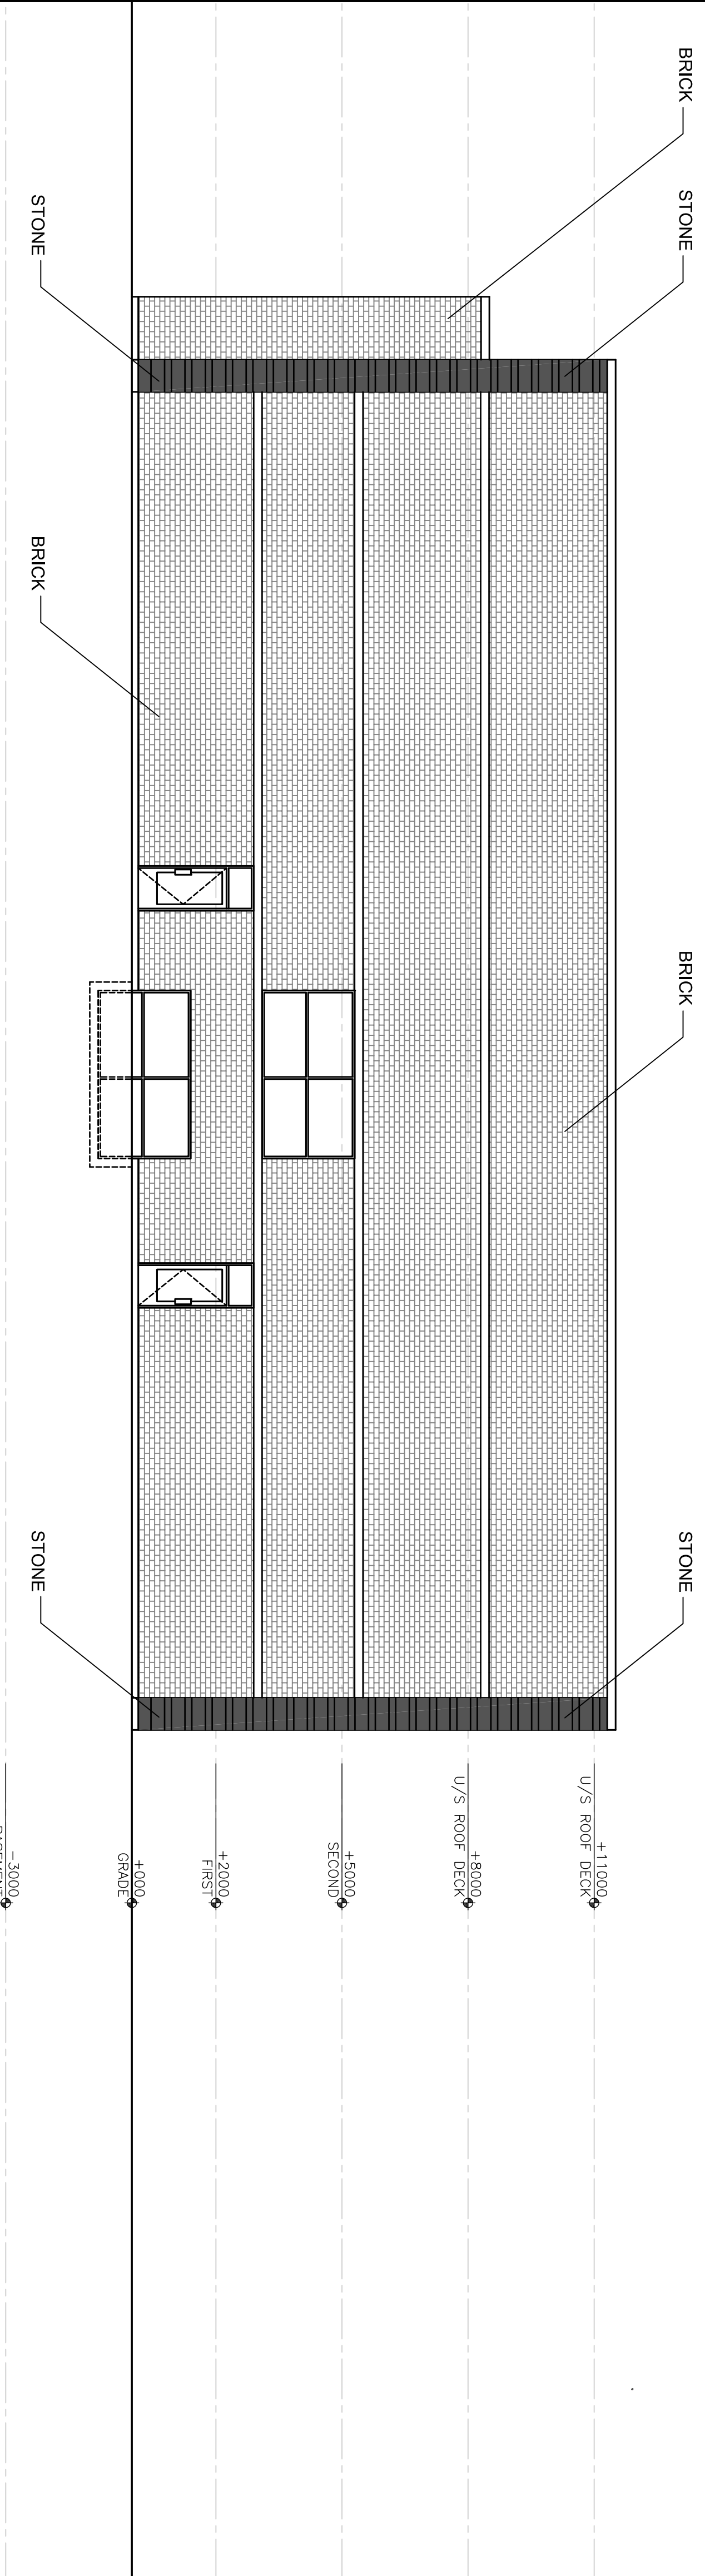 BRICK
STONE
BRICK
STONE
STONE
BRICK
STONE
+11000
U/S ROOF DECK
+8000
U/S ROOF DECK
+5000
SECOND
+2000
FIRST
+000
GRADE
-3000